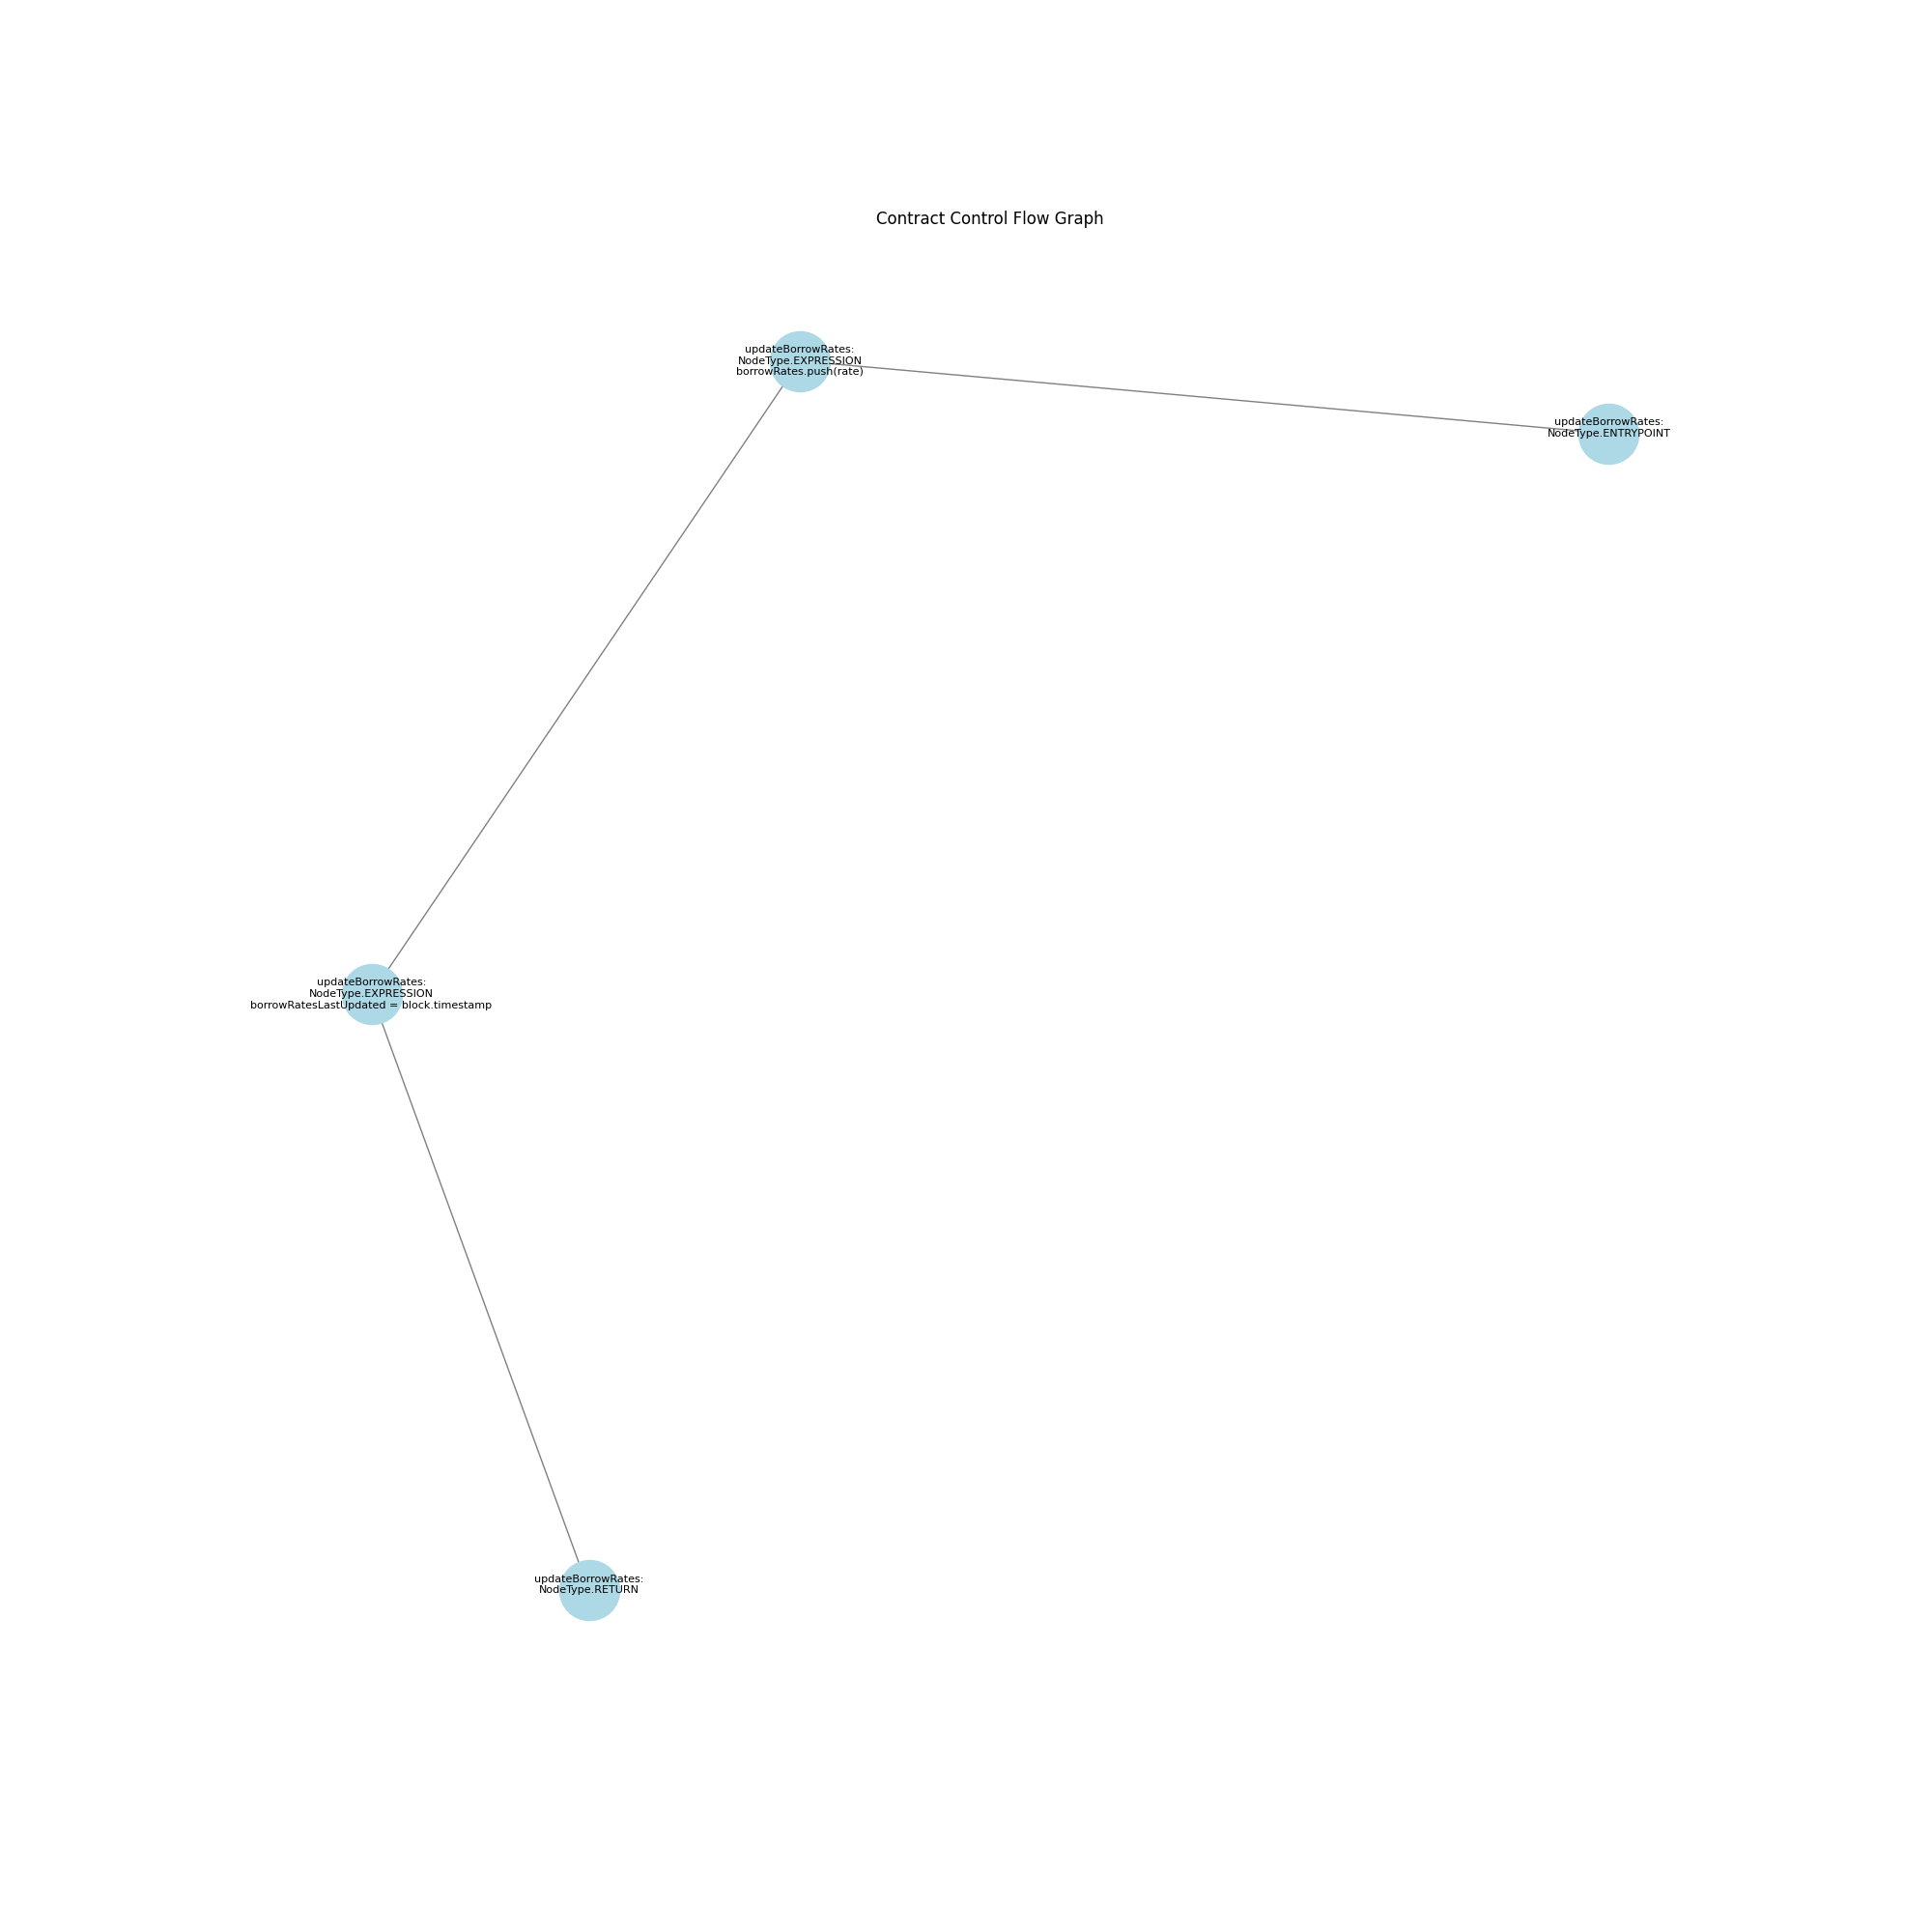 Contract Control Flow Graph
updateBorrowRates:
NodeType.EXPRESSION
borrowRates.push(rate)
updateBorrowRates:
NodeType.ENTRYPOINT
updateBorrowRates:
NodeType.EXPRESSION
borrowRatesLastUpdated = block.timestamp
updateBorrowRates:
NodeType.RETURN